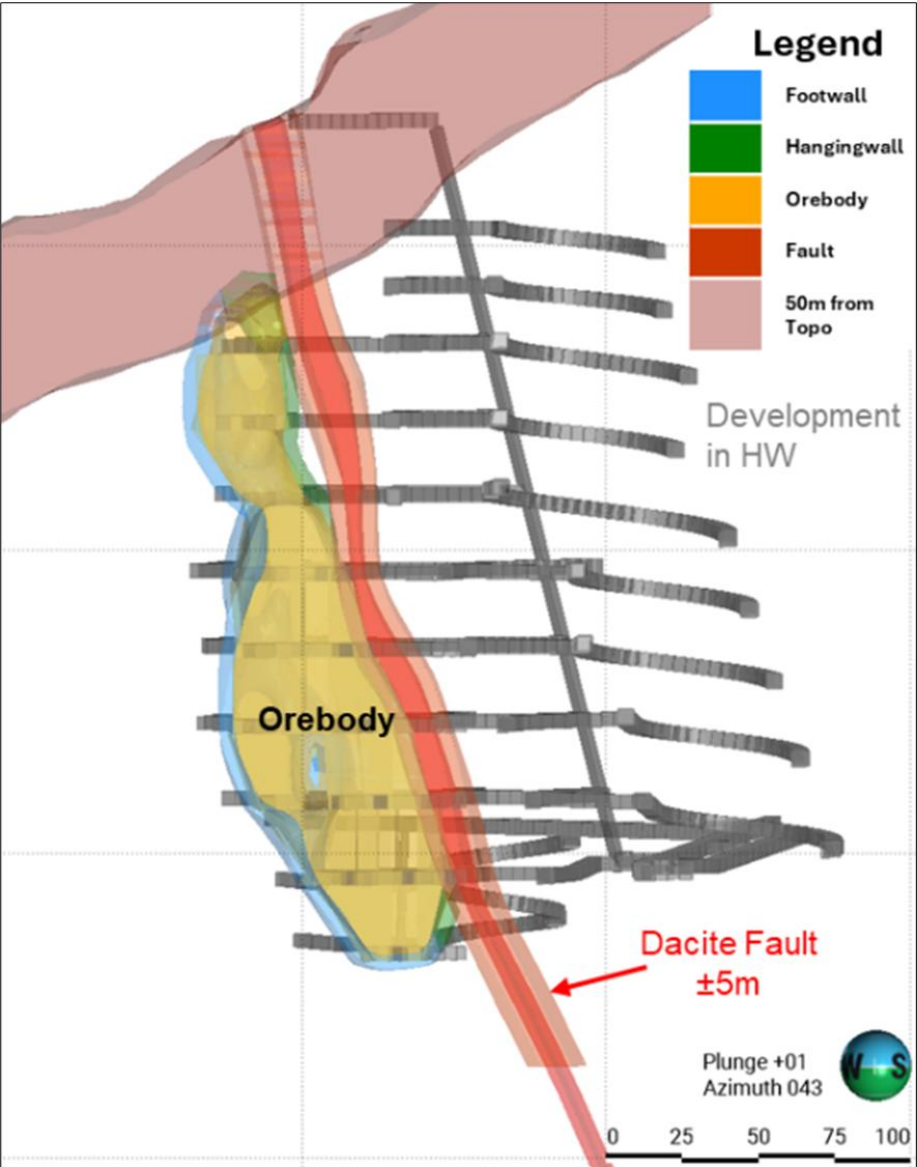 Legend
Footwall
Hangingwall
Orebody
Fault
50m from
Topo
Development
in HW
Orebody
Dacite Fault
±5m
Plunge +01
Azimuth 043
W S
0 25 50 75 100